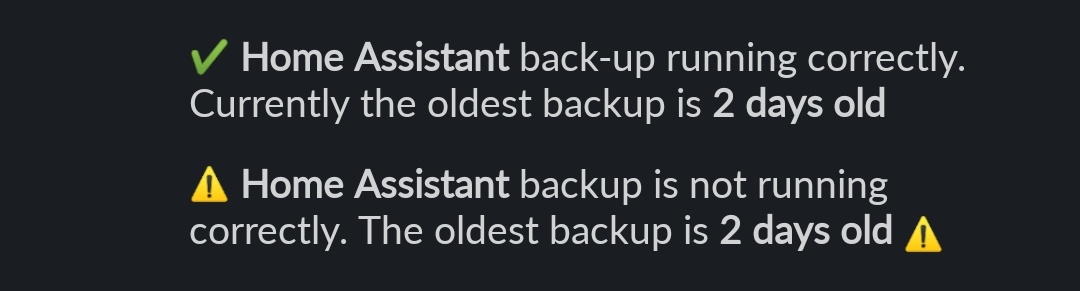 ✔ Home Assistant back-up running correctly.
Currently the oldest backup is 2 days old
⚠ Home Assistant backup is not running
correctly. The oldest backup is 2 days old ⚠